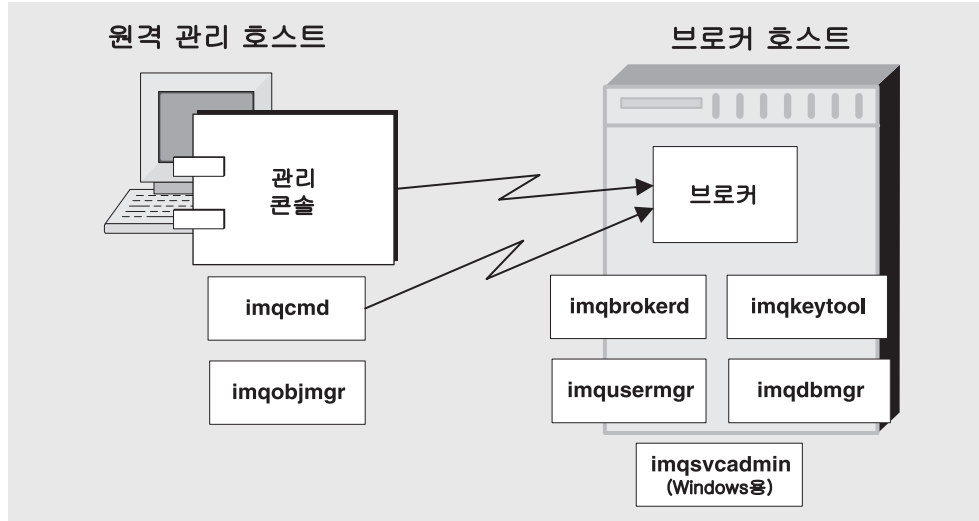 원격 관리 호스트
브로커 호스트
관리
콘솔
브로커
imqcmd
imqobjmgr
imqbrokerd
imqkeytool
imqusermgr
imqdbmgr
imqsvcadmin
(Windows용)